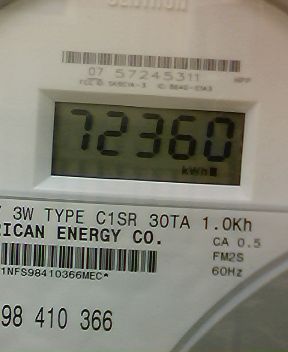 07 57245311
72360
kWh
3W TYPE C1SR 30TA 1.0Kh
RICAN ENERGY CO.
CA 0.5
FM2S
60Hz
1NFS98410366MEC*
98 410 366